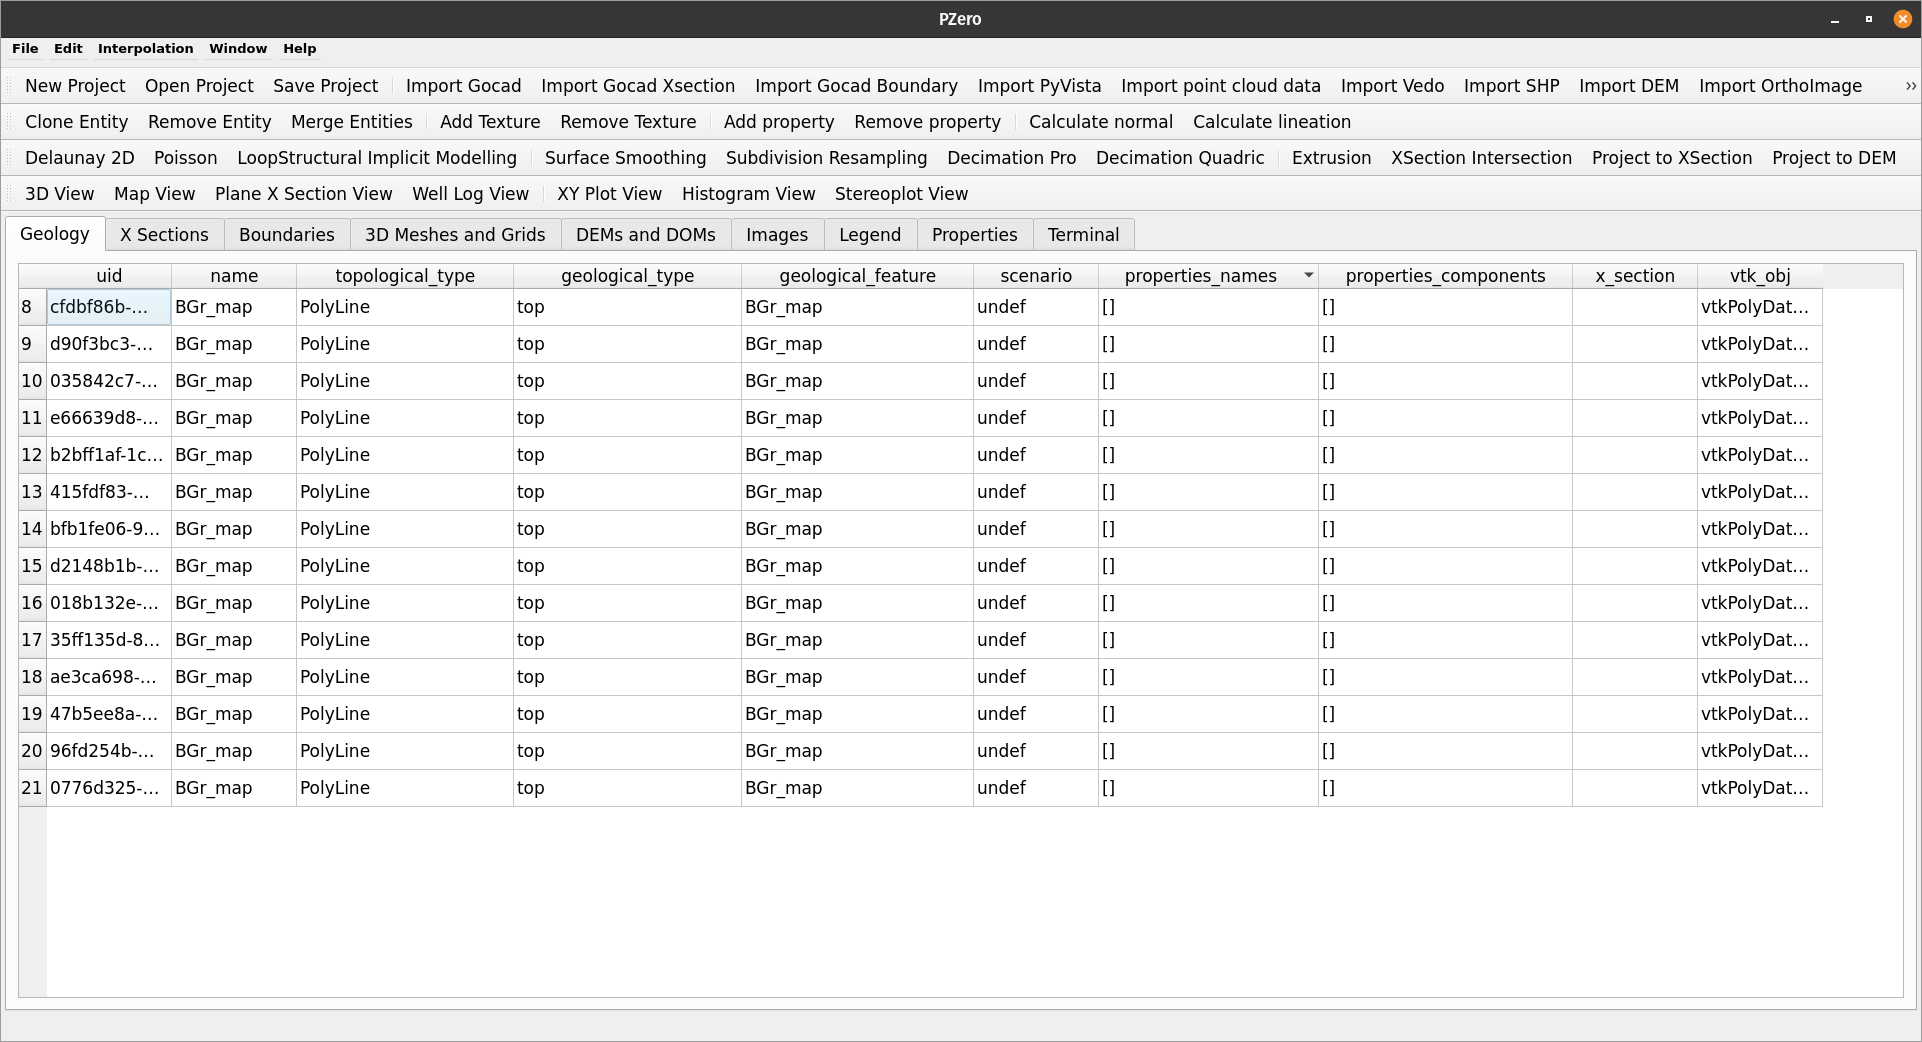 PZero
File Edit Interpolation Window Help
New Project Open Project Save Project Import Gocad Import Gocad Xsection Import Gocad Boundary Import PyVista Import point cloud data Import Vedo Import SHP Import DEM Import OrthoImage »
Clone Entity Remove Entity Merge Entities Add Texture Remove Texture Add property Remove property Calculate normal Calculate lineation
Delaunay 2D Poisson LoopStructural Implicit Modelling Surface Smoothing Subdivision Resampling Decimation Pro Decimation Quadric Extrusion XSection Intersection Project to XSection Project to DEM
3D View Map View Plane X Section View Well Log View XY Plot View Histogram View Stereoplot View
Geology X Sections Boundaries 3D Meshes and Grids DEMs and DOMs Images Legend Properties Terminal
uid name topological_type geological_type geological_feature scenario properties_names properties_components x_section vtk_obj
8 cfdbf86b-... BGr_map PolyLine top BGr_map undef [] [] vtkPolyDat...
9 d90f3bc3-... BGr_map PolyLine top BGr_map undef [] [] vtkPolyDat...
10 035842c7-... BGr_map PolyLine top BGr_map undef [] [] vtkPolyDat...
11 e66639d8-... BGr_map PolyLine top BGr_map undef [] [] vtkPolyDat...
12 b2bff1af-1c... BGr_map PolyLine top BGr_map undef [] [] vtkPolyDat...
13 415fdf83-... BGr_map PolyLine top BGr_map undef [] [] vtkPolyDat...
14 bfb1fe06-9... BGr_map PolyLine top BGr_map undef [] [] vtkPolyDat...
15 d2148b1b-... BGr_map PolyLine top BGr_map undef [] [] vtkPolyDat...
16 018b132e-... BGr_map PolyLine top BGr_map undef [] [] vtkPolyDat...
17 35ff135d-8... BGr_map PolyLine top BGr_map undef [] [] vtkPolyDat...
18 ae3ca698-... BGr_map PolyLine top BGr_map undef [] [] vtkPolyDat...
19 47b5ee8a-... BGr_map PolyLine top BGr_map undef [] [] vtkPolyDat...
20 96fd254b-... BGr_map PolyLine top BGr_map undef [] [] vtkPolyDat...
21 0776d325-... BGr_map PolyLine top BGr_map undef [] [] vtkPolyDat...